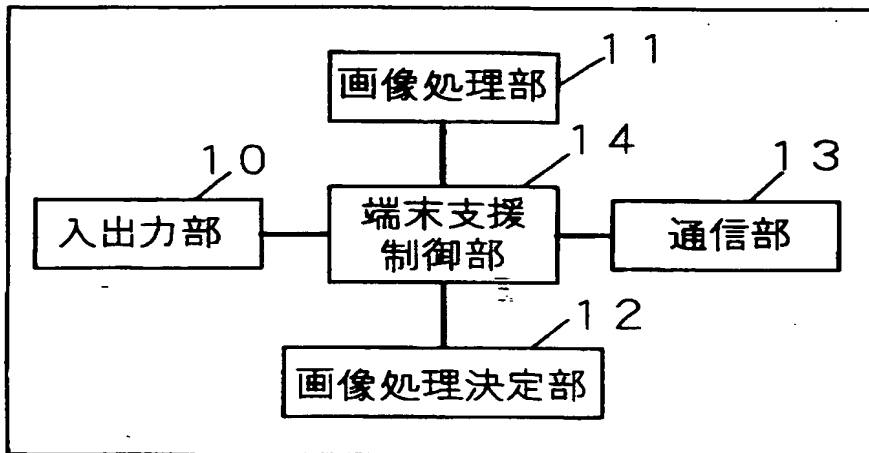 １１
画像処理部
１０
１４
１３
入出力部
端末支援
制御部
通信部
１２
画像処理決定部